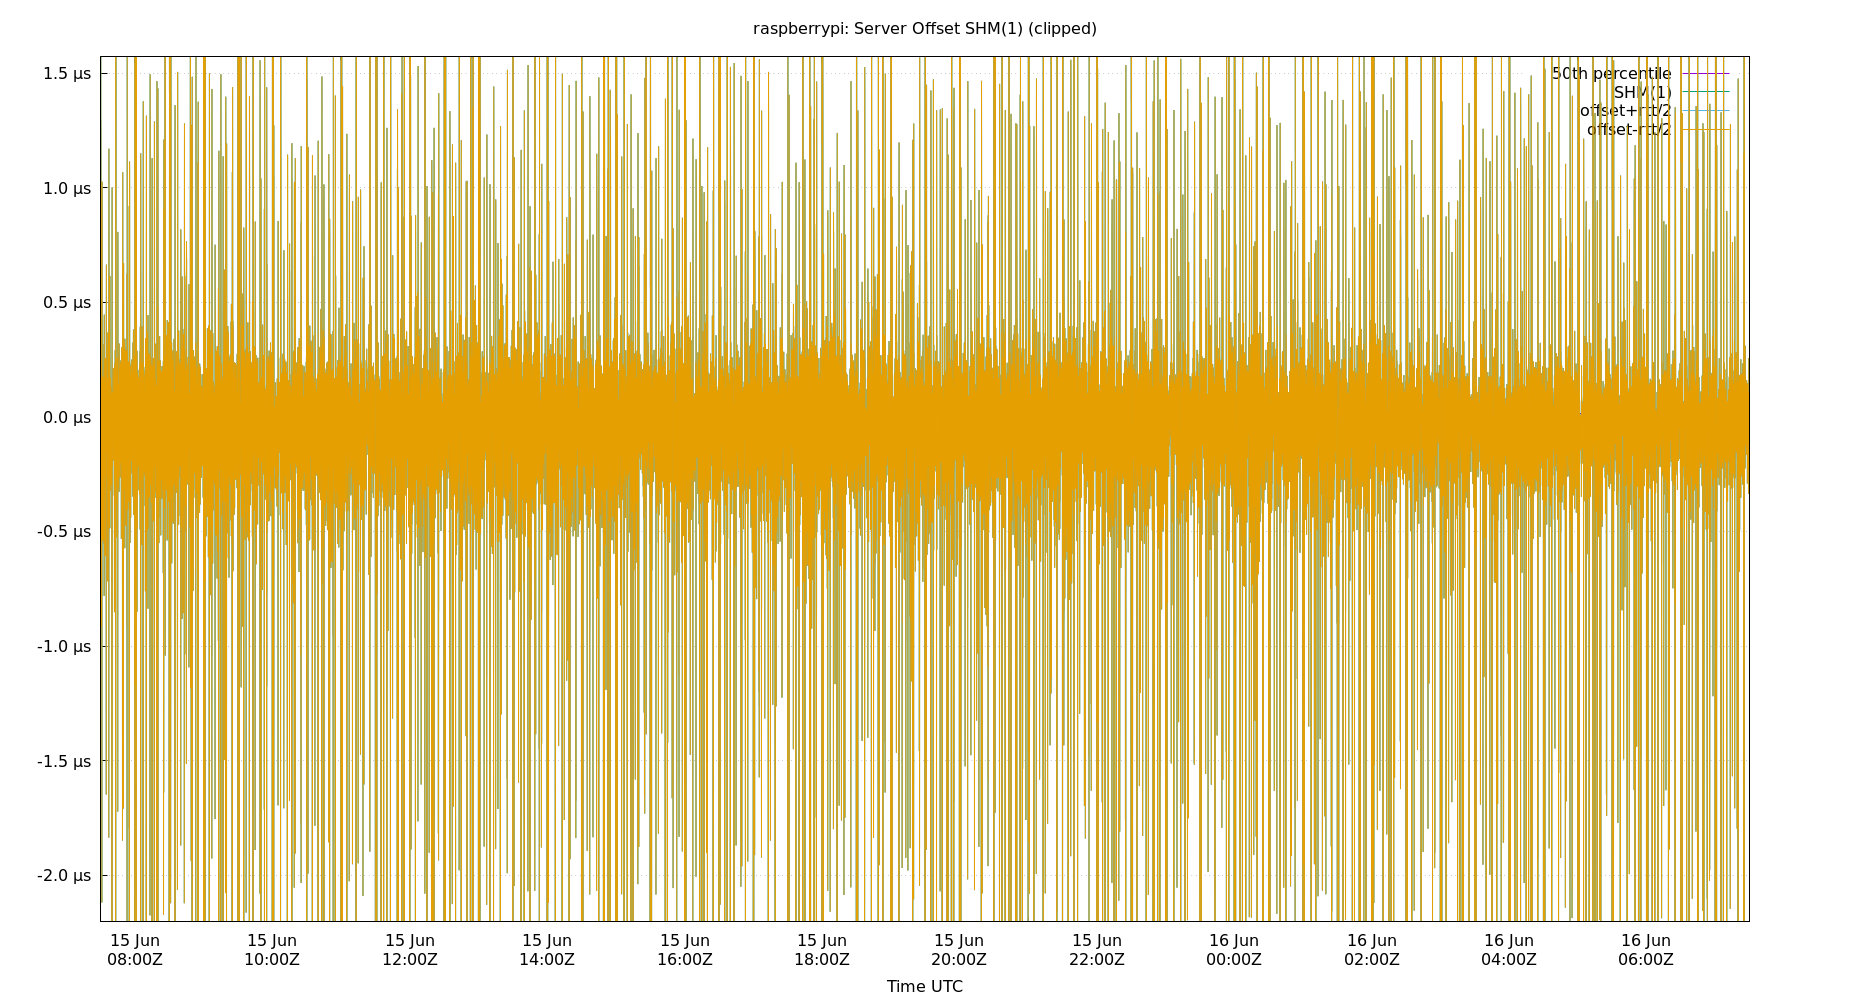 raspberrypi: Server Offset SHM(1) (clipped)
1.5 µs
1.0 µs
0.5 µs
0.0 µs
-0.5 µs
-1.0 µs
-1.5 µs
-2.0 µs
50th percentile
SHM(1)
offset+rtt/2
offset-rtt/2
15 Jun 15 Jun 15 Jun 15 Jun 15 Jun 15 Jun 15 Jun 15 Jun 16 Jun 16 Jun 16 Jun 16 Jun
08:00Z 10:00Z 12:00Z 14:00Z 16:00Z 18:00Z 20:00Z 22:00Z 00:00Z 02:00Z 04:00Z 06:00Z
Time UTC